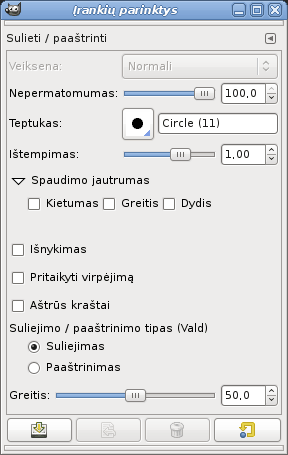 Įrankių parinktys
Sulieti / paaštrinti
Veiksena: Normali
Nepermatomumas: 100,0
Teptukas: Circle (11)
Ištempimas: 1,00
Spaudimo jautrumas
Kietumas Greitis Dydis
Išnykimas
Pritaikyti virpėjimą
Aštrūs kraštai
Suliejimo / paaštrinimo tipas (Vald)
Suliejimas
Paaštrinimas
Greitis: 50,0